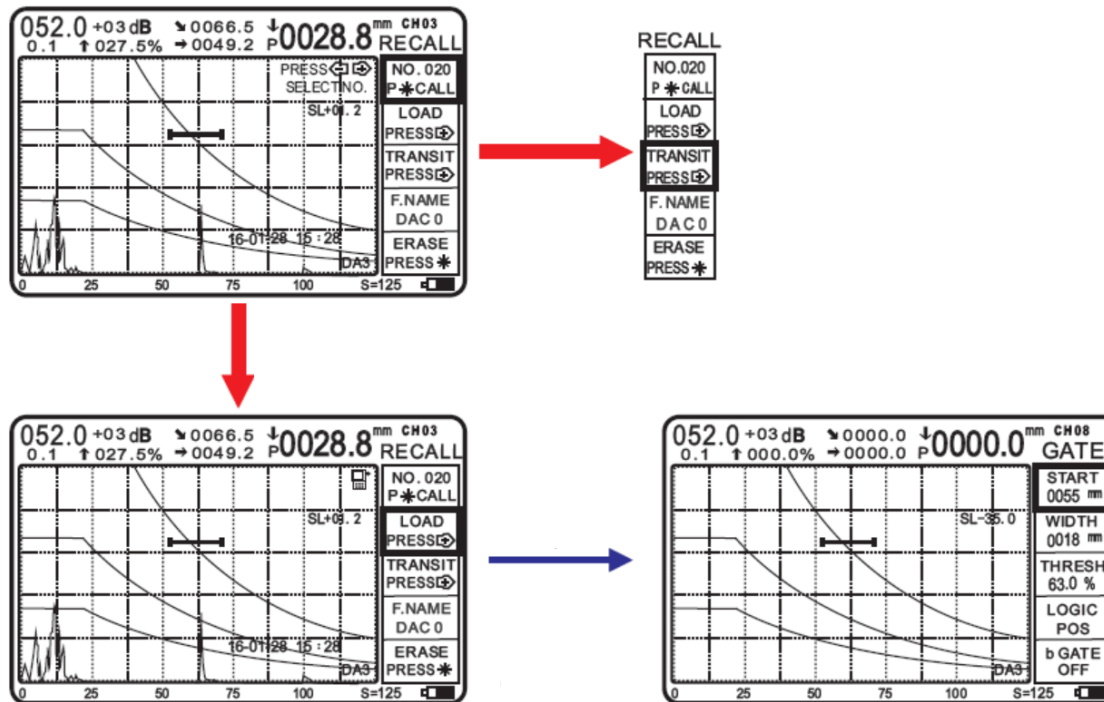 052.0 +03 dB ↘0066.5 ↓ 0028.8 mm CH03
0.1 ↑ 027.5% →0049.2 P RECALL
PRESS
SELECT NO.
SL+01.2
16-01-28 15:28
DA3
0 25 50 75 100 S=125
NO. 020
P✳CALL
LOAD
PRESS
TRANSIT
PRESS
F.NAME
DAC 0
ERASE
PRESS✳
RECALL
NO.020
P✳CALL
LOAD
PRESS
TRANSIT
PRESS
F.NAME
DAC 0
ERASE
PRESS✳
052.0 +03 dB ↘0066.5 ↓ 0028.8 mm CH03
0.1 ↑ 027.5% →0049.2 P RECALL
SL+01.2
16-01-28 15:28
DA3
0 25 50 75 100 S=125
NO. 020
P✳CALL
LOAD
PRESS
TRANSIT
PRESS
F.NAME
DAC 0
ERASE
PRESS✳
052.0 +03 dB ↘0000.0 ↓ 0000.0 mm CH08
0.1 ↑ 000.0% →0000.0 P GATE
SL-35.0
DA3
0 25 50 75 100 S=125
START
0055 mm
WIDTH
0018 mm
THRESH
63.0 %
LOGIC
POS
b GATE
OFF